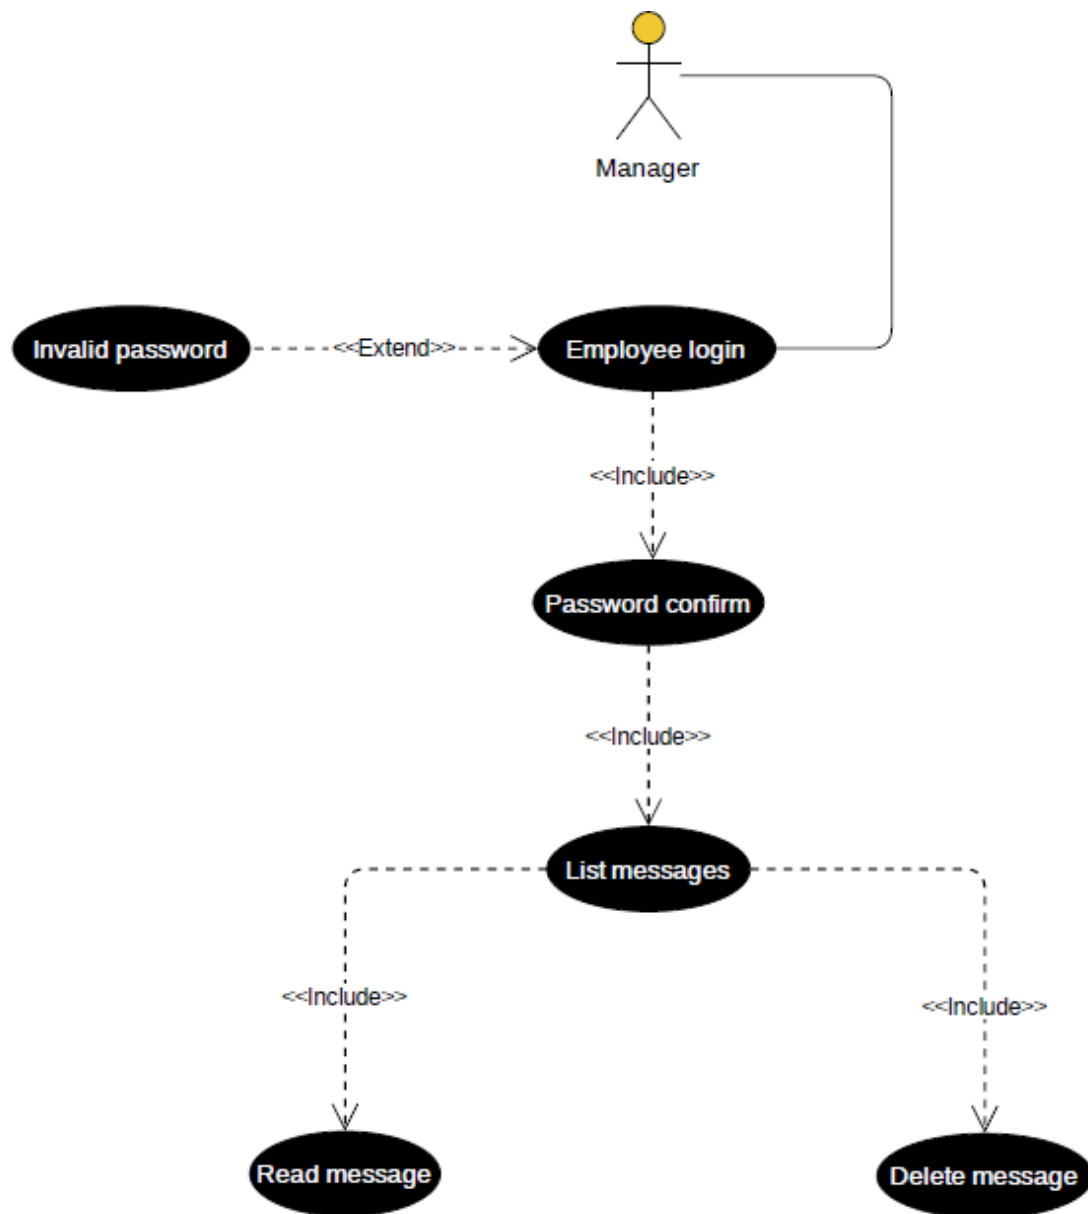 Manager
Invalid password
<<Extend>>
Employee login
<<Include>>
Password confirm
<<Include>>
List messages
<<Include>>
<<Include>>
Read message
Delete message